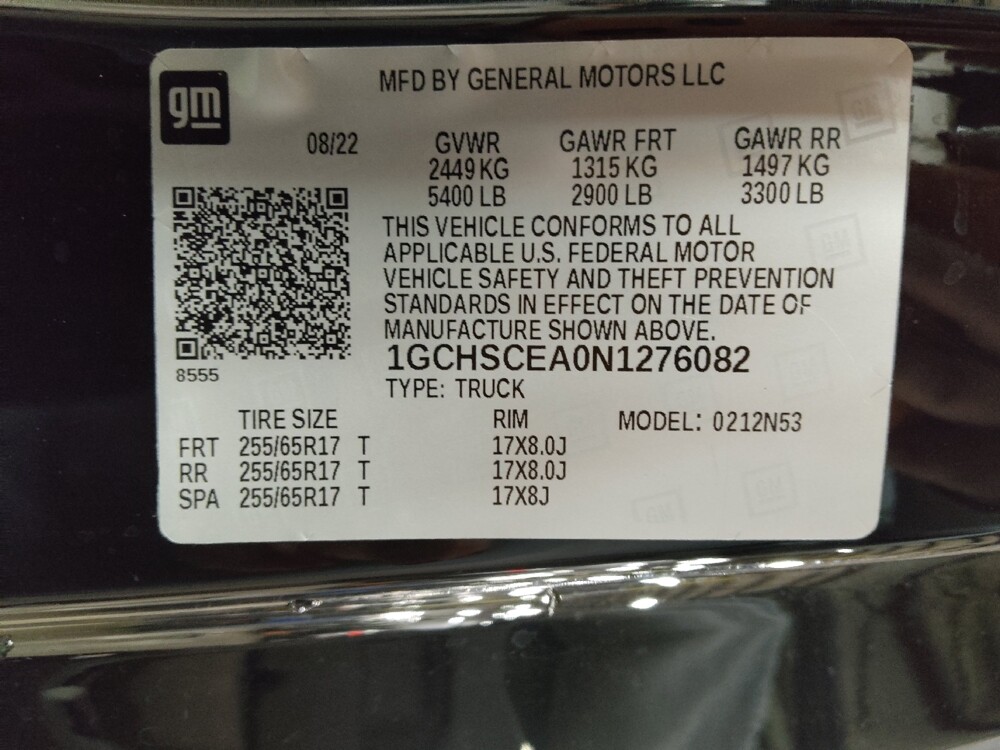 gm
MFD BY GENERAL MOTORS LLC
08/22 GVWR GAWR FRT GAWR RR
2449 KG 1315 KG 1497 KG
5400 LB 2900 LB 3300 LB
THIS VEHICLE CONFORMS TO ALL
APPLICABLE U.S. FEDERAL MOTOR
VEHICLE SAFETY AND THEFT PREVENTION
STANDARDS IN EFFECT ON THE DATE OF
MANUFACTURE SHOWN ABOVE.
1GCHSCEA0N1276082
8555
TYPE: TRUCK
TIRE SIZE RIM MODEL: 0212N53
FRT 255/65R17 T 17X8.0J
RR 255/65R17 T 17X8.0J
SPA 255/65R17 T 17X8J